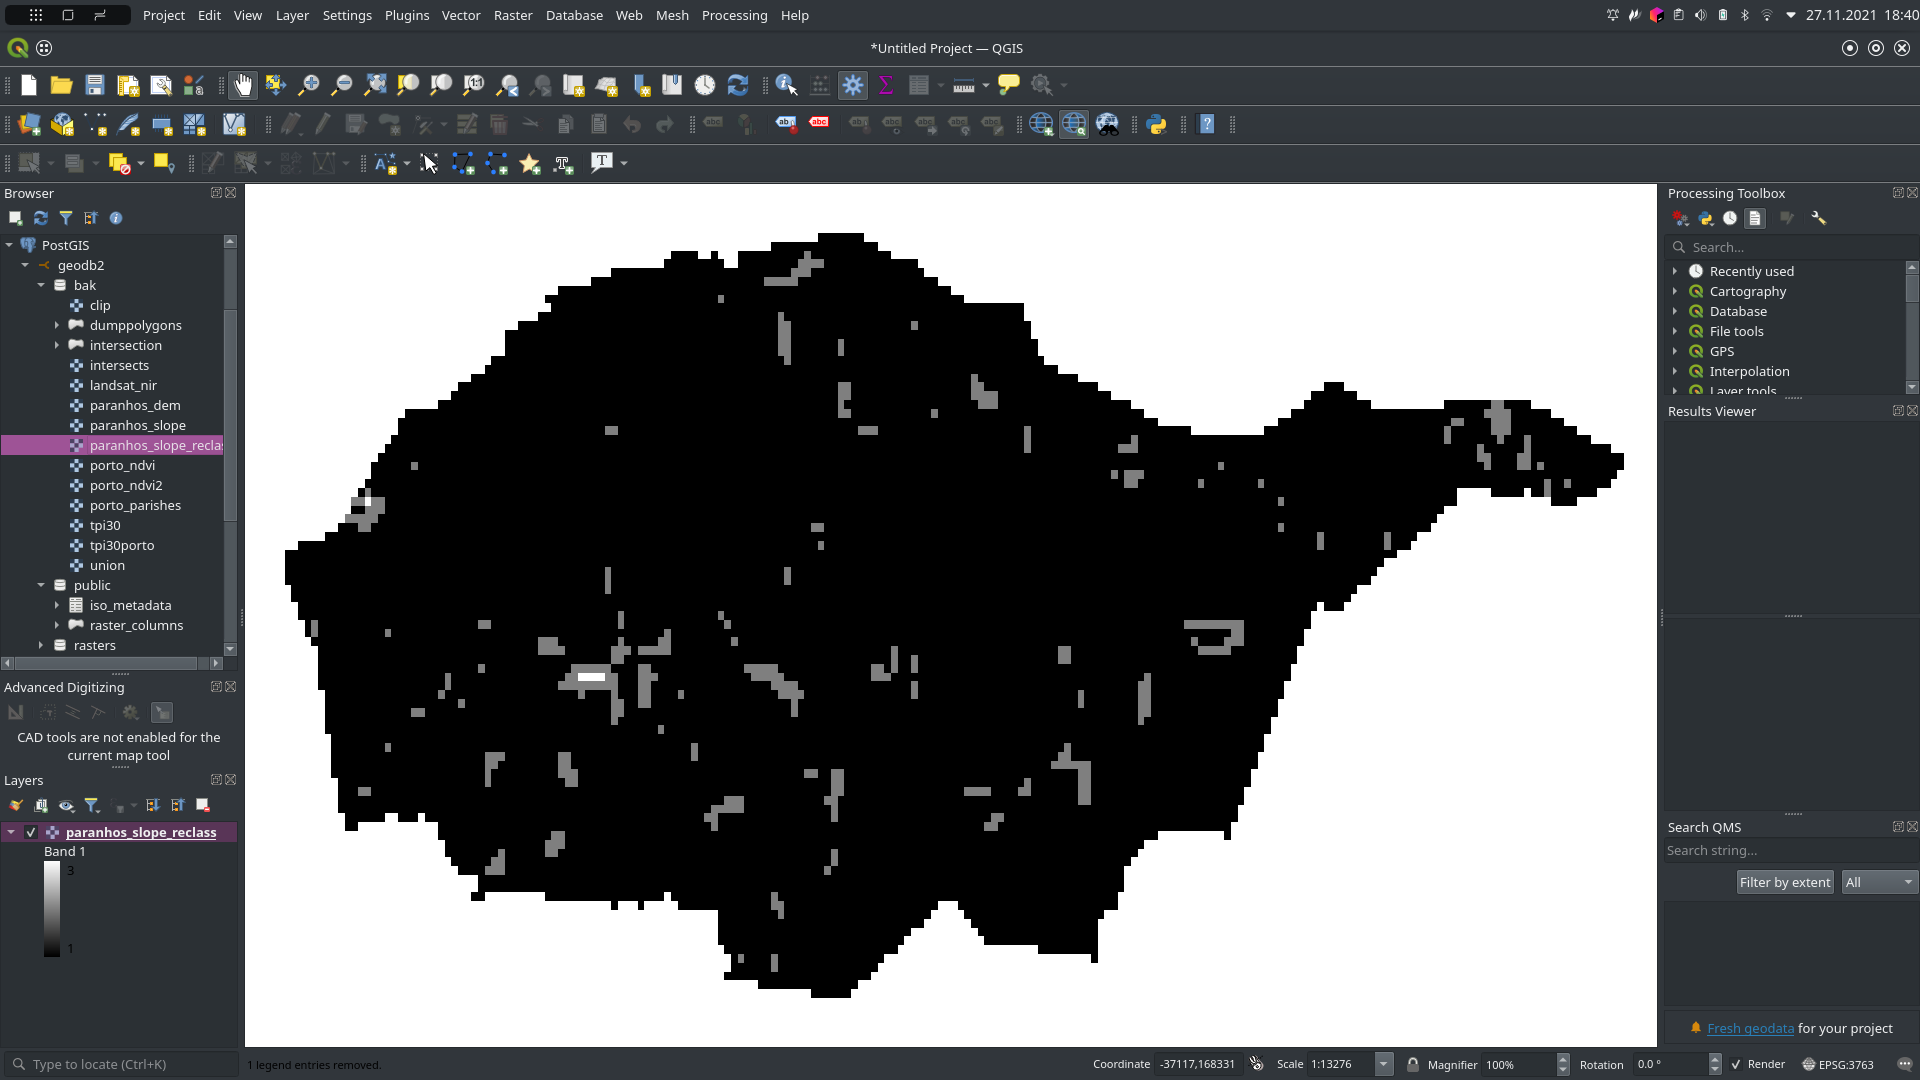 Project Edit View Layer Settings Plugins Vector Raster Database Web Mesh Processing Help
27.11.2021 18:40
*Untitled Project — QGIS
Browser
PostGIS
geodb2
bak
clip
dumppolygons
intersection
intersects
landsat_nir
paranhos_dem
paranhos_slope
paranhos_slope_recla
porto_ndvi
porto_ndvi2
porto_parishes
tpi30
tpi30porto
union
public
iso_metadata
raster_columns
rasters
Advanced Digitizing
CAD tools are not enabled for the
current map tool
Layers
paranhos_slope_reclass
Band 1
3
1
Processing Toolbox
Search...
Recently used
Cartography
Database
File tools
GPS
Interpolation
Layer tools
Results Viewer
Search QMS
Search string...
Filter by extent All
Fresh geodata for your project
Type to locate (Ctrl+K)
1 legend entries removed.
Coordinate -37117,168331 Scale 1:13276 Magnifier 100% Rotation 0.0 ° Render EPSG:3763